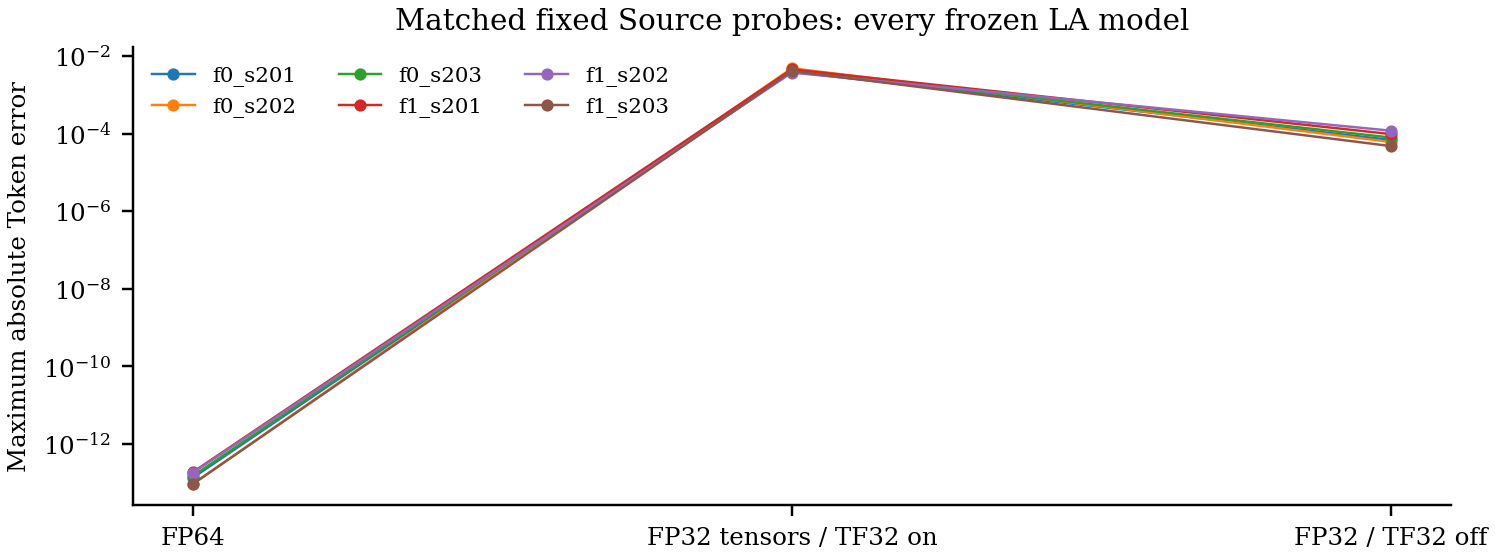 Matched fixed Source probes: every frozen LA model
Maximum absolute Token error
10⁻²
10⁻⁴
10⁻⁶
10⁻⁸
10⁻¹⁰
10⁻¹²
f0_s201
f0_s202
f0_s203
f1_s201
f1_s202
f1_s203
FP64
FP32 tensors / TF32 on
FP32 / TF32 off